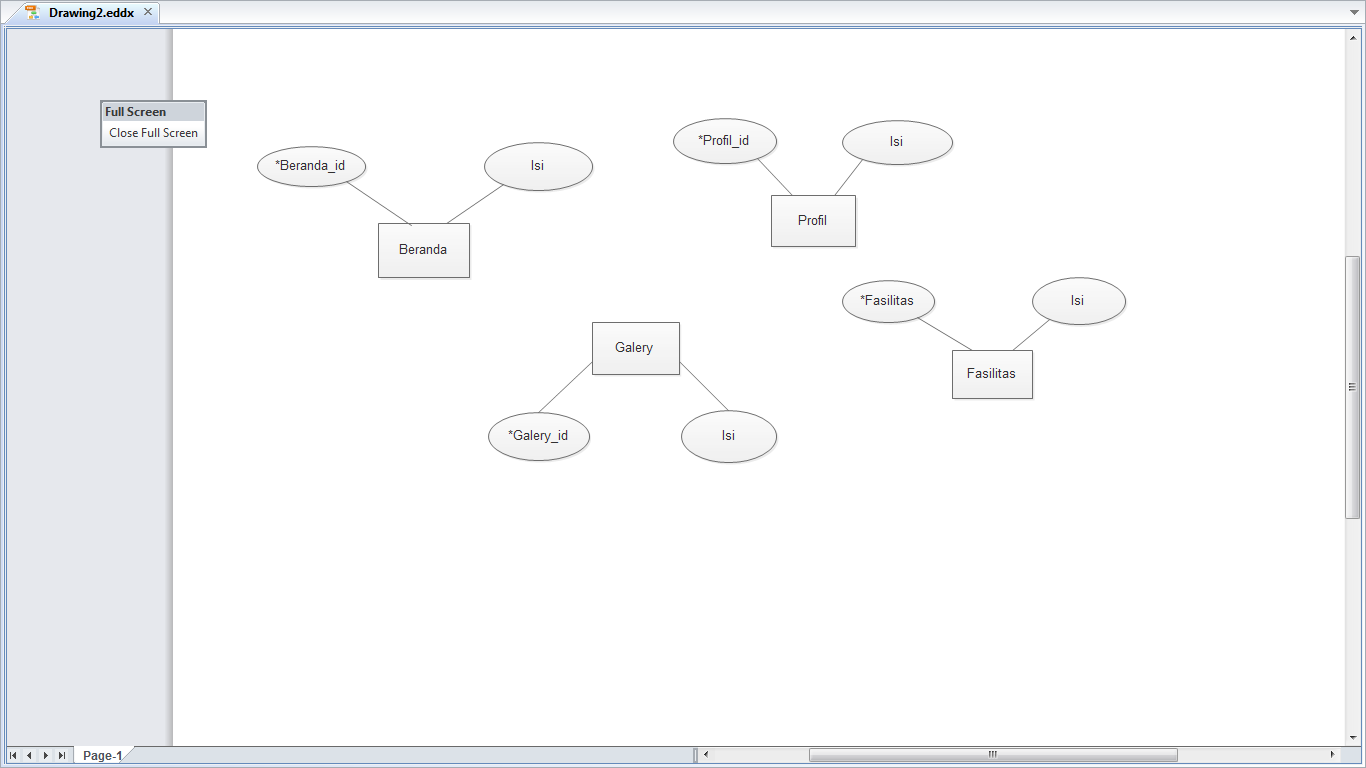 Drawing2.eddx
Full Screen
Close Full Screen
*Beranda_id
Isi
Beranda
*Profil_id
Isi
Profil
*Fasilitas
Isi
Fasilitas
Galery
*Galery_id
Isi
Page-1